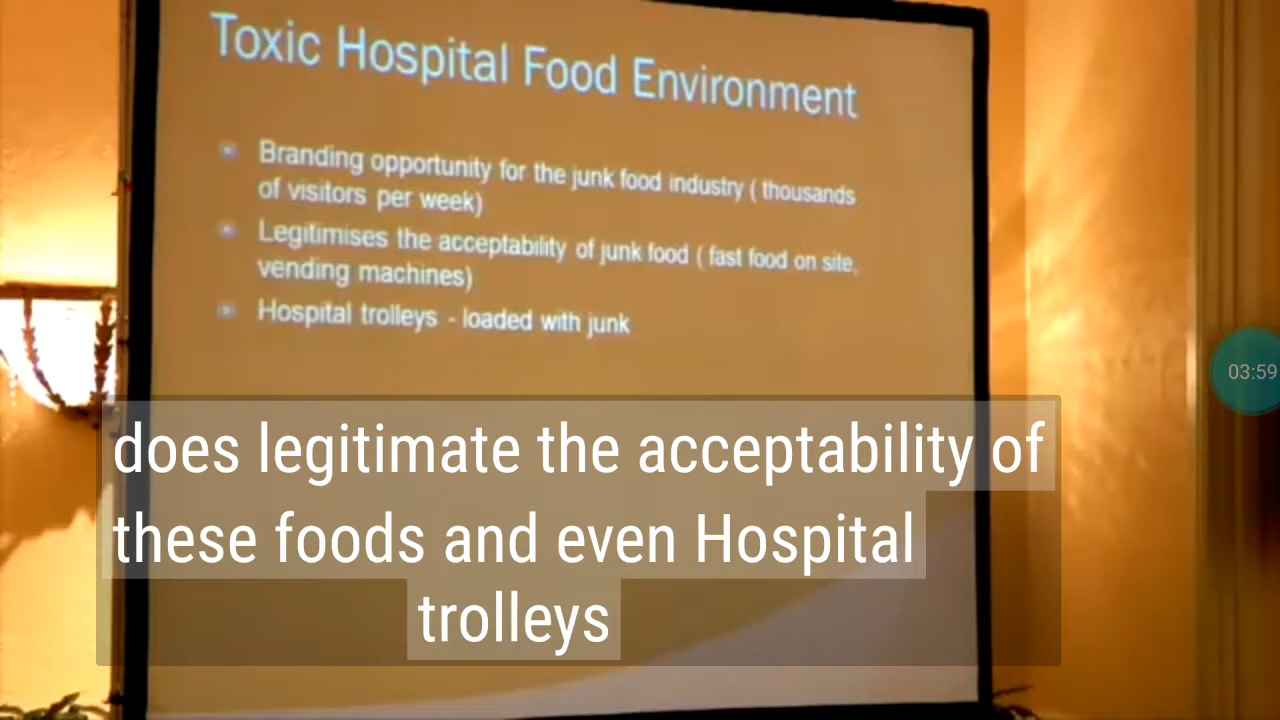 Toxic Hospital Food Environment
Branding opportunity for the junk food industry ( thousands
of visitors per week)
Legitimises the acceptability of junk food ( fast food on site,
vending machines)
Hospital trolleys - loaded with junk
03:59
does legitimate the acceptability of
these foods and even Hospital
trolleys